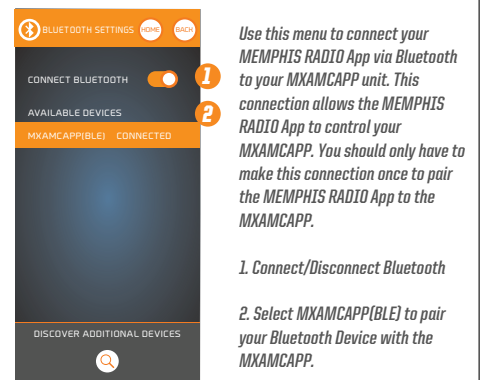 BLUETOOTH SETTINGS HOME BACK
CONNECT BLUETOOTH 1
AVAILABLE DEVICES 2
MXAMCAPP(BLE) CONNECTED
DISCOVER ADDITIONAL DEVICES
Use this menu to connect your
MEMPHIS RADIO App via Bluetooth
to your MXAMCAPP unit. This
connection allows the MEMPHIS
RADIO App to control your
MXAMCAPP. You should only have to
make this connection once to pair
the MEMPHIS RADIO App to the
MXAMCAPP.
1. Connect/Disconnect Bluetooth
2. Select MXAMCAPP(BLE) to pair
your Bluetooth Device with the
MXAMCAPP.